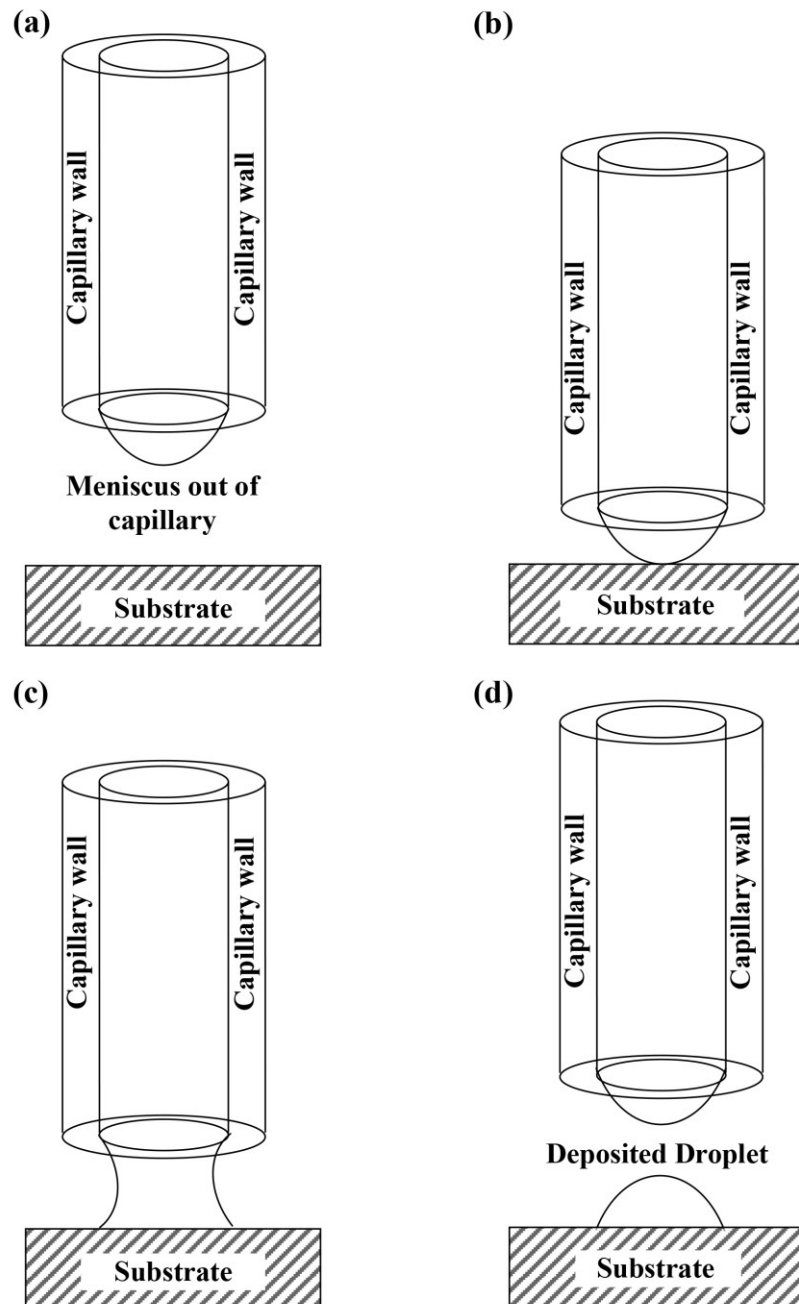 (a)
Capillary wall
Capillary wall
Meniscus out of
capillary
Substrate
(b)
Capillary wall
Capillary wall
Substrate
(c)
Capillary wall
Capillary wall
Substrate
(d)
Capillary wall
Capillary wall
Deposited Droplet
Substrate